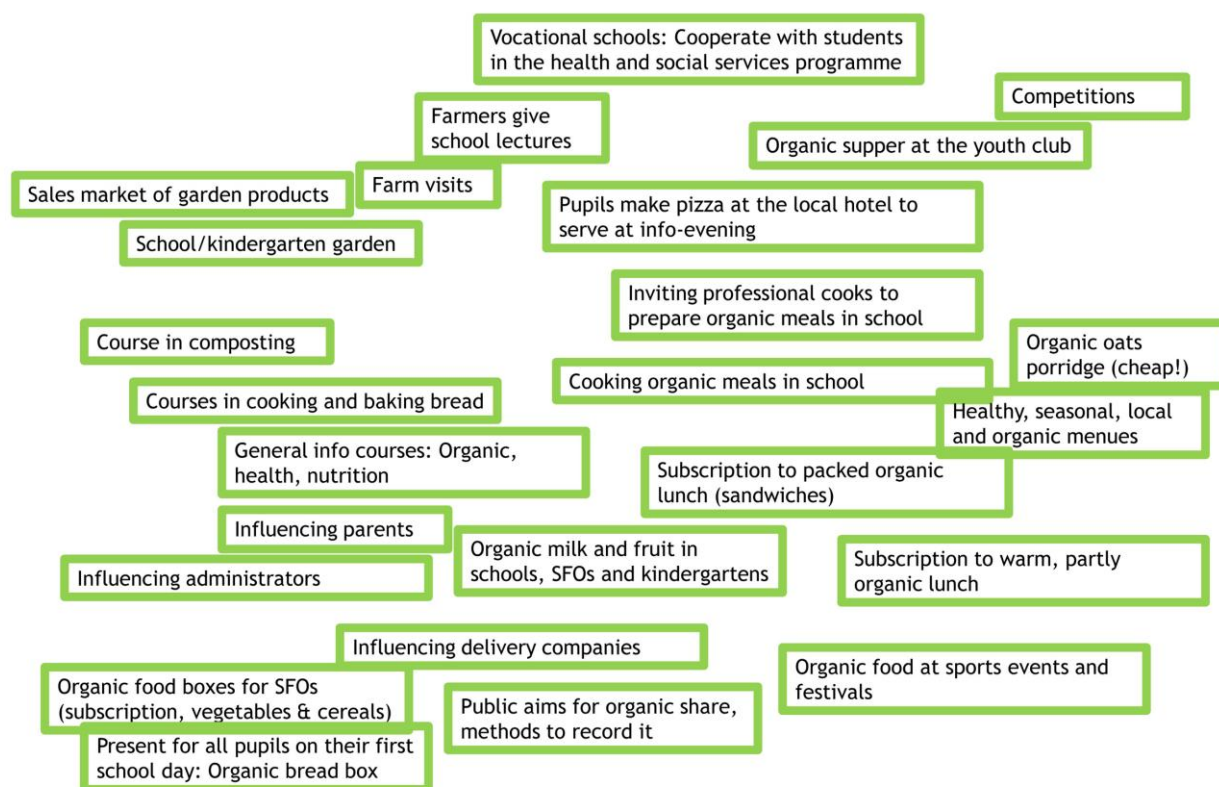 Vocational schools: Cooperate with students
in the health and social services programme
Competitions
Farmers give
school lectures
Organic supper at the youth club
Farm visits
Sales market of garden products
Pupils make pizza at the local hotel to
serve at info-evening
School/kindergarten garden
Inviting professional cooks to
prepare organic meals in school
Course in composting
Organic oats
porridge (cheap!)
Cooking organic meals in school
Courses in cooking and baking bread
Healthy, seasonal, local
and organic menues
General info courses: Organic,
health, nutrition
Subscription to packed organic
lunch (sandwiches)
Influencing parents
Organic milk and fruit in
schools, SFOs and kindergartens
Subscription to warm, partly
organic lunch
Influencing administrators
Influencing delivery companies
Organic food at sports events and
festivals
Organic food boxes for SFOs
(subscription, vegetables & cereals)
Public aims for organic share,
methods to record it
Present for all pupils on their first
school day: Organic bread box